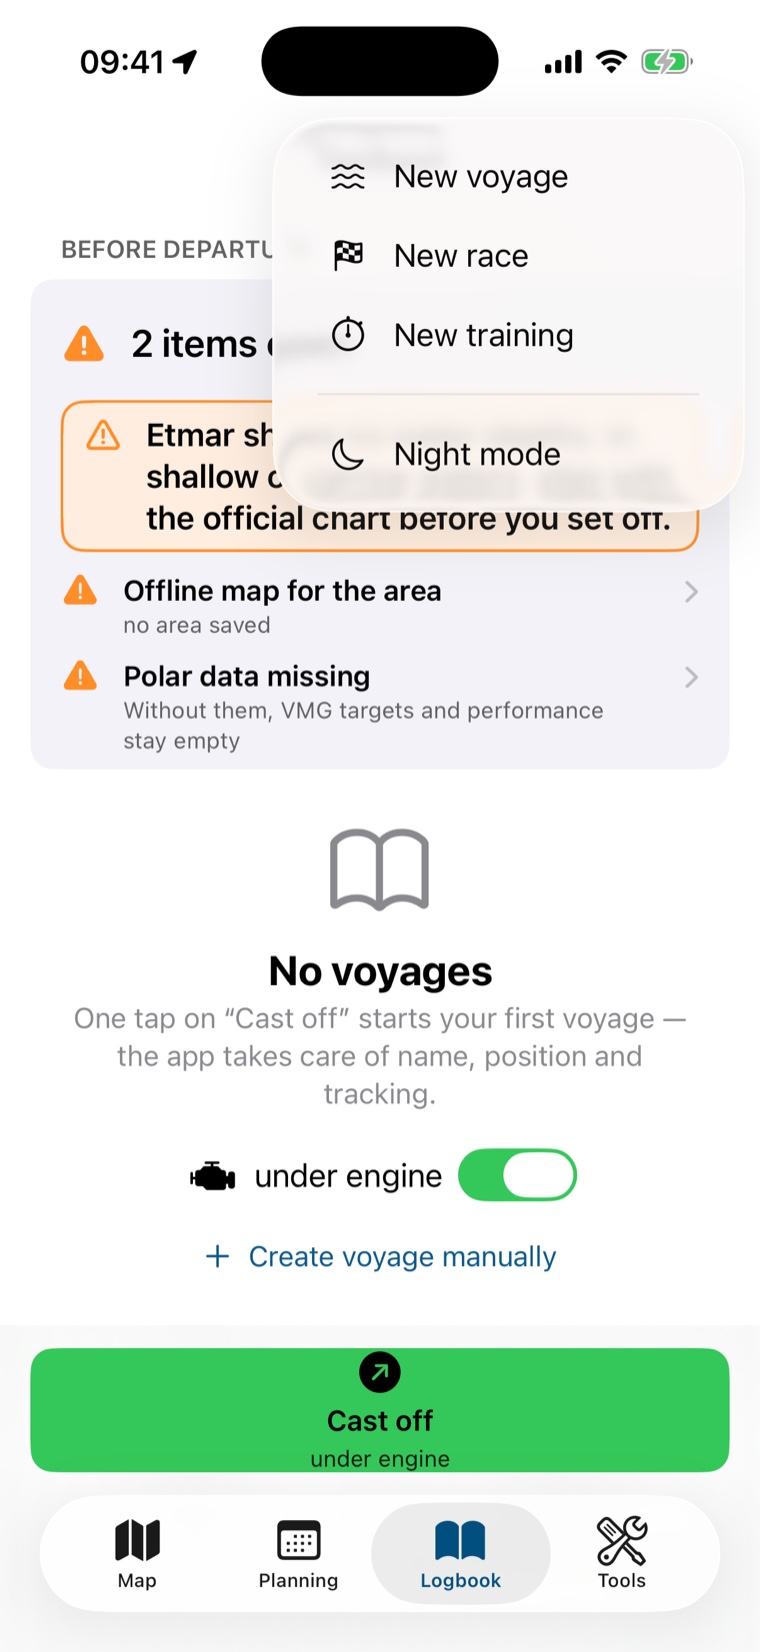 09:41
New voyage
New race
New training
Night mode
BEFORE DEPARTU
2 items
Etmar sh
shallow
the official chart before you set off.
Offline map for the area
no area saved
Polar data missing
Without them, VMG targets and performance
stay empty
No voyages
One tap on “Cast off” starts your first voyage —
the app takes care of name, position and
tracking.
under engine
+ Create voyage manually
Cast off
under engine
Map
Planning
Logbook
Tools